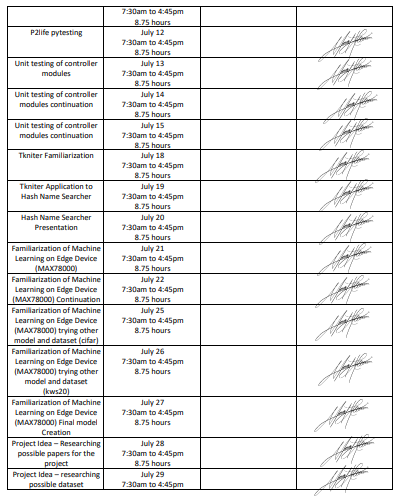 7:30am to 4:45pm
8.75 hours
P2life pytesting
July 12
7:30am to 4:45pm
8.75 hours
Unit testing of controller
modules
July 13
7:30am to 4:45pm
8.75 hours
Unit testing of controller
modules continuation
July 14
7:30am to 4:45pm
8.75 hours
Unit testing of controller
modules continuation
July 15
7:30am to 4:45pm
8.75 hours
Tkniter Familiarization
July 18
7:30am to 4:45pm
8.75 hours
Tkniter Application to
Hash Name Searcher
July 19
7:30am to 4:45pm
8.75 hours
Hash Name Searcher
Presentation
July 20
7:30am to 4:45pm
8.75 hours
Familiarization of Machine
Learning on Edge Device
(MAX78000)
July 21
7:30am to 4:45pm
8.75 hours
Familiarization of Machine
Learning on Edge Device
(MAX78000) Continuation
July 22
7:30am to 4:45pm
8.75 hours
Familiarization of Machine
Learning on Edge Device
(MAX78000) trying other
model and dataset (cifar)
July 25
7:30am to 4:45pm
8.75 hours
Familiarization of Machine
Learning on Edge Device
(MAX78000) trying other
model and dataset
(kws20)
July 26
7:30am to 4:45pm
8.75 hours
Familiarization of Machine
Learning on Edge Device
(MAX78000) Final model
Creation
July 27
7:30am to 4:45pm
8.75 hours
Project Idea – Researching
possible papers for the
project
July 28
7:30am to 4:45pm
8.75 hours
Project Idea – researching
possible dataset
July 29
7:30am to 4:45pm